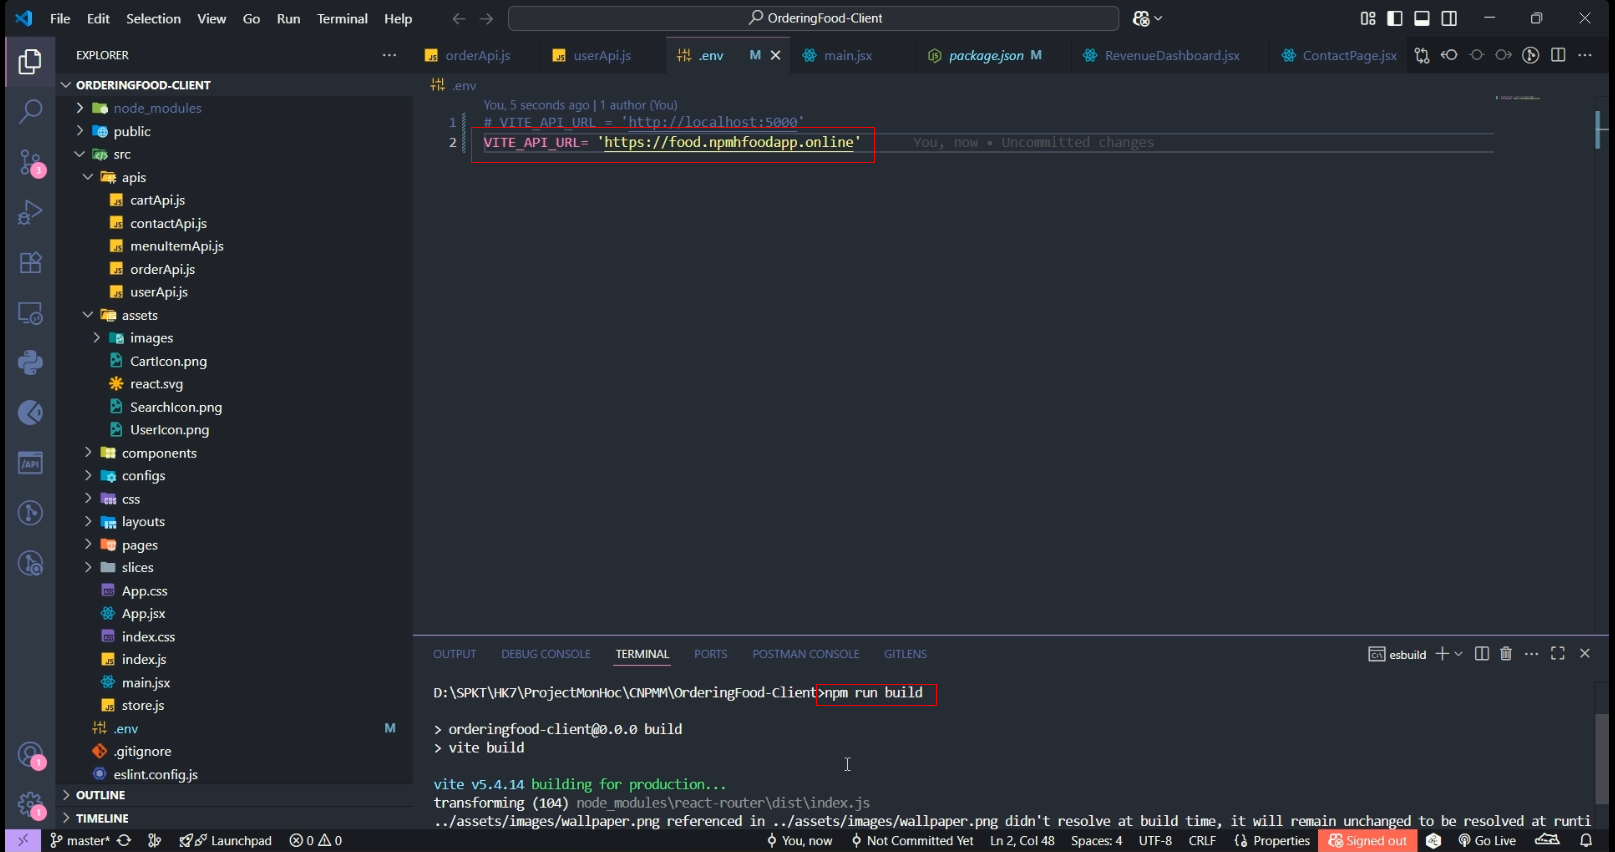 File Edit Selection View Go Run Terminal Help
OrderingFood-Client
EXPLORER
orderApi.js
userApi.js
.env M
main.jsx
package.json M
RevenueDashboard.jsx
ContactPage.jsx
ORDERINGFOOD-CLIENT
node_modules
public
src
apis
cartApi.js
contactApi.js
menuItemApi.js
orderApi.js
userApi.js
assets
images
CartIcon.png
react.svg
SearchIcon.png
UserIcon.png
components
configs
css
layouts
pages
slices
App.css
App.jsx
index.css
index.js
main.jsx
store.js
.env M
.gitignore
eslint.config.js
OUTLINE
TIMELINE
.env
You, 5 seconds ago | 1 author (You)
1 # VITE_API_URL = 'http://localhost:5000'
2 VITE_API_URL= 'https://food.npmhfoodapp.online' You, now • Uncommitted changes
OUTPUT DEBUG CONSOLE TERMINAL PORTS POSTMAN CONSOLE GITLENS
esbuild
D:\SPKT\HK7\ProjectMonHoc\CNPMM\OrderingFood-Client>npm run build
> orderingfood-client@0.0.0 build
> vite build
vite v5.4.14 building for production...
transforming (104) node_modules\react-router\dist\index.js
../assets/images/wallpaper.png referenced in ../assets/images/wallpaper.png didn't resolve at build time, it will remain unchanged to be resolved at runti
master* Launchpad 0 0 You, now Not Committed Yet Ln 2, Col 48 Spaces: 4 UTF-8 CRLF Properties Signed out Go Live